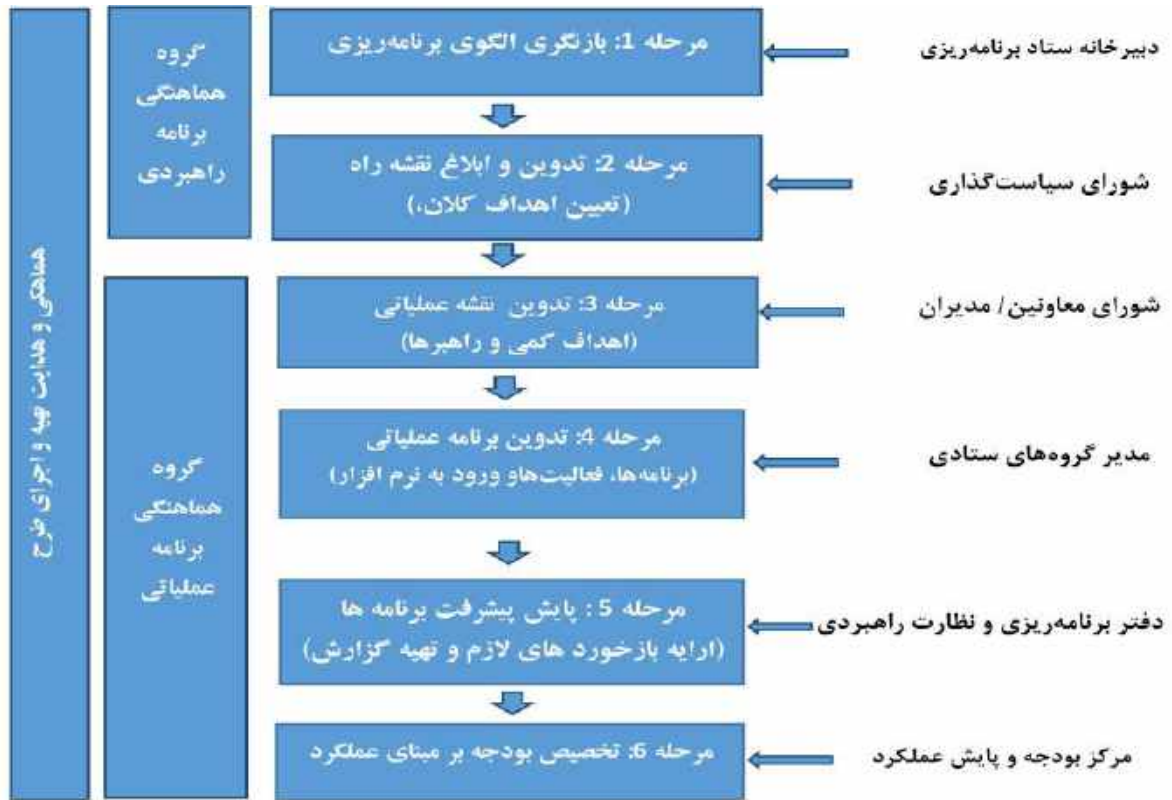 دبیرخانه ستاد برنامه‌ریزی
مرحله 1: بازنگری الگوی برنامه‌ریزی
شورای سیاست‌گذاری
مرحله 2: تدوین و ابلاغ نقشه راه
(تعیین اهداف کلان،)
شورای معاونین/ مدیران
مرحله 3: تدوین نقشه عملیاتی
(اهداف کمی و راهبرها)
مدیر گروه‌های ستادی
مرحله 4: تدوین برنامه عملیاتی
(برنامه‌ها، فعالیت‌هاو ورود به نرم افزار)
دفتر برنامه‌ریزی و نظارت راهبردی
مرحله 5 : پایش پیشرفت برنامه ها
(ارایه بازخورد های لازم و تهیه گزارش)
مرکز بودجه و پایش عملکرد
مرحله 6: تخصیص بودجه بر مبنای عملکرد
گروه
هماهنگی
برنامه
راهبردی
گروه
هماهنگی
برنامه
عملیاتی
هماهگی و هدایت تهیه و اجرای طرح